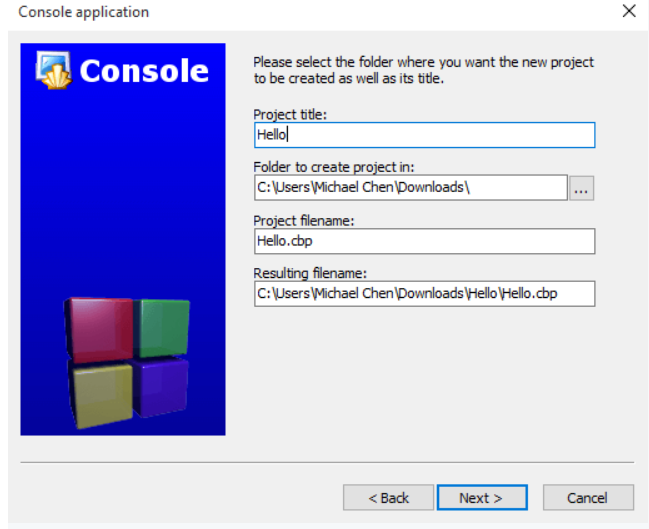 Console application
Console
Please select the folder where you want the new project
to be created as well as its title.
Project title:
Hello
Folder to create project in:
C:\Users\Michael Chen\Downloads\
...
Project filename:
Hello.cbp
Resulting filename:
C:\Users\Michael Chen\Downloads\Hello\Hello.cbp
< Back
Next >
Cancel